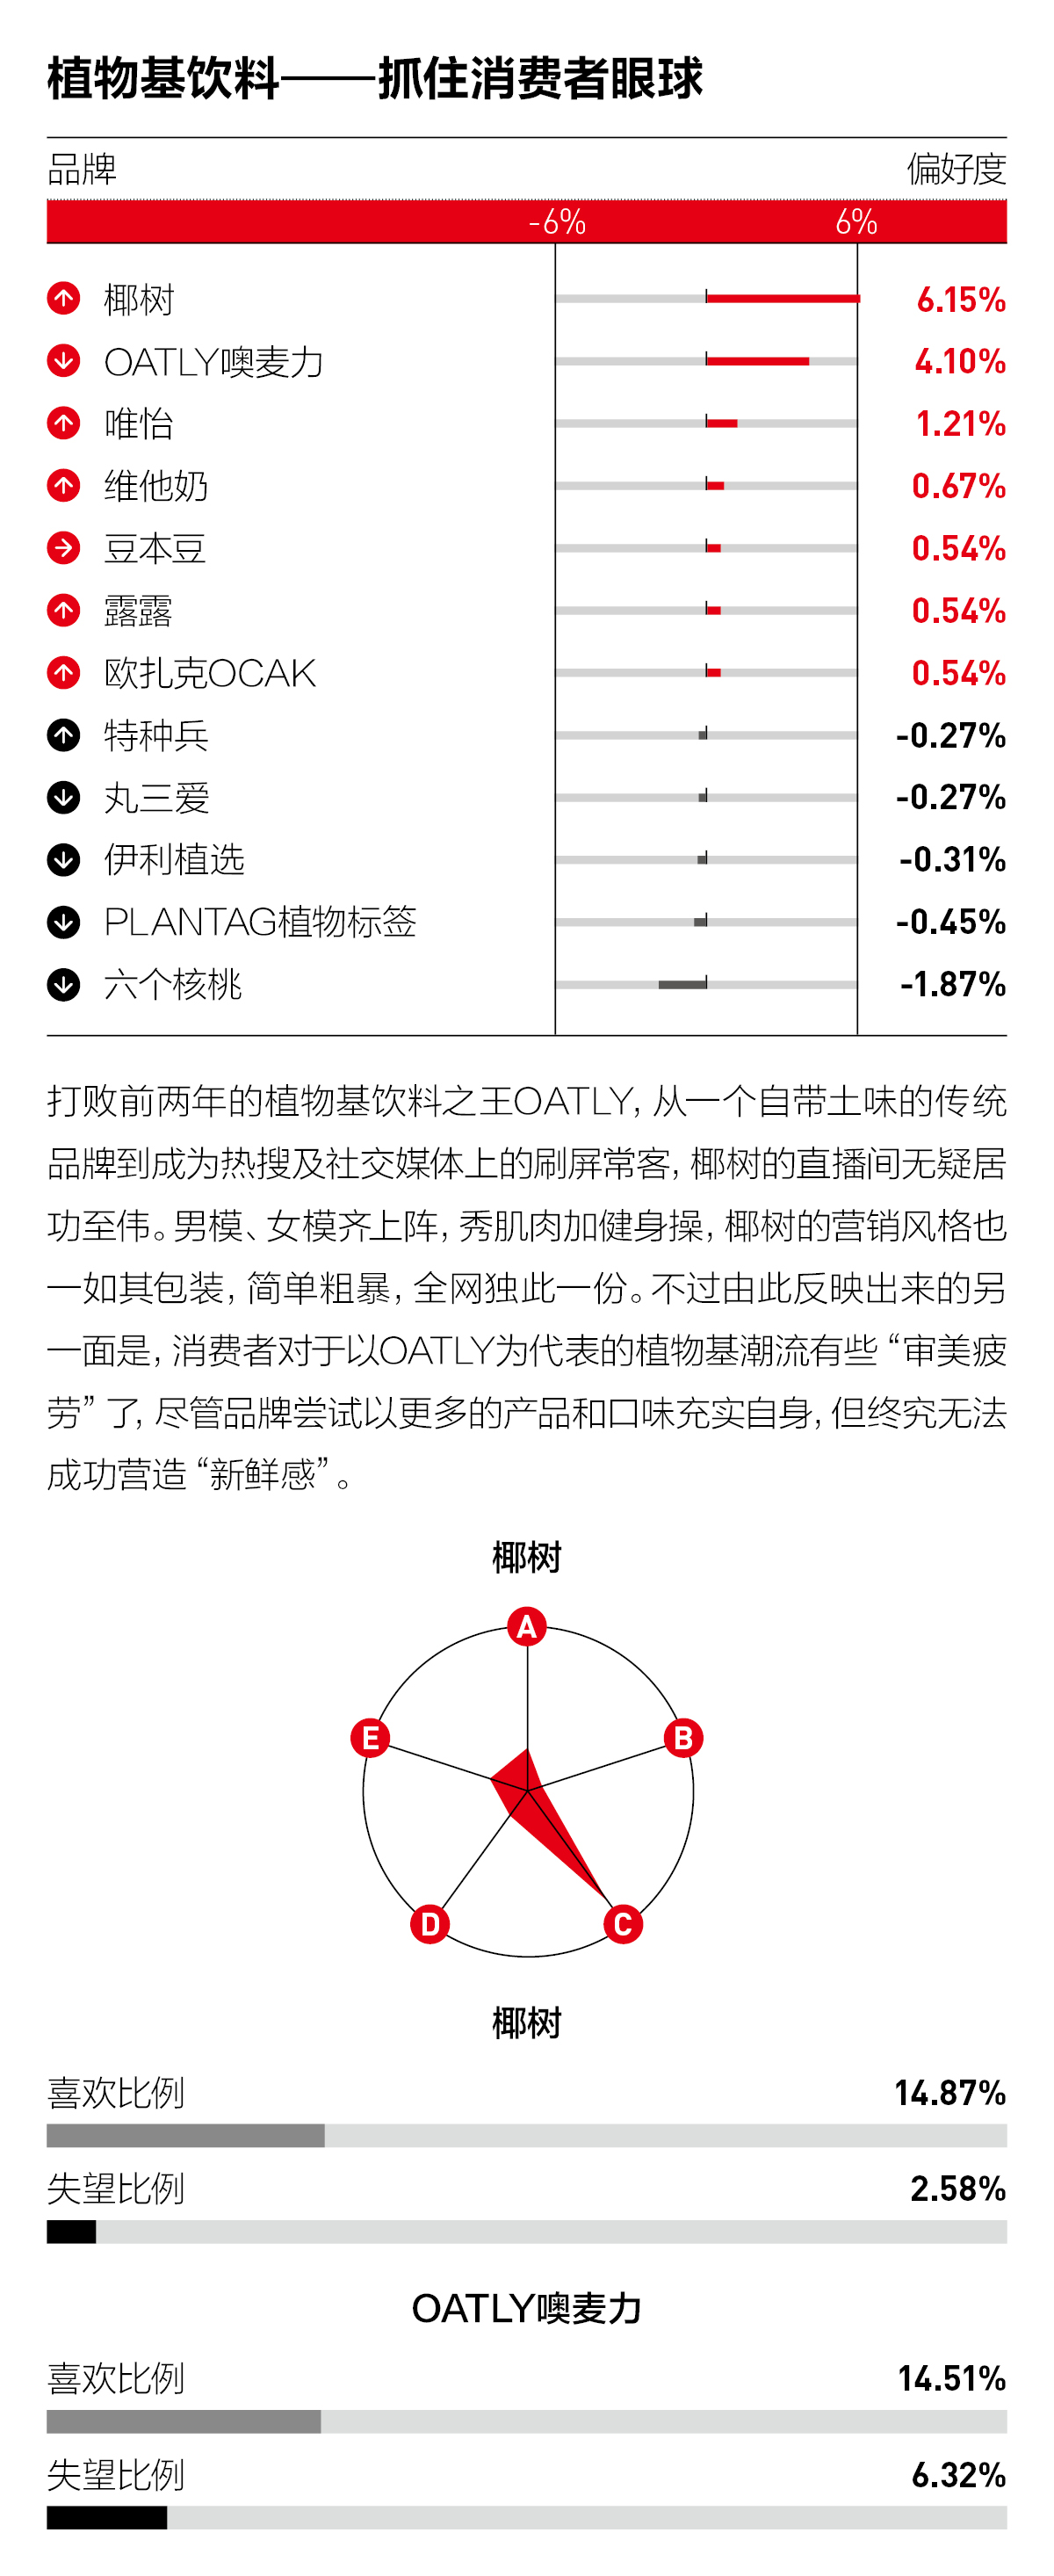 植物基饮料——抓住消费者眼球
品牌 偏好度
-6% 6%
椰树 6.15%
OATLY噢麦力 4.10%
唯怡 1.21%
维他奶 0.67%
豆本豆 0.54%
露露 0.54%
欧扎克OCAK 0.54%
特种兵 -0.27%
丸三爱 -0.27%
伊利植选 -0.31%
PLANTAG植物标签 -0.45%
六个核桃 -1.87%
打败前两年的植物基饮料之王OATLY,从一个自带土味的传统
品牌到成为热搜及社交媒体上的刷屏常客,椰树的直播间无疑居
功至伟。男模、女模齐上阵,秀肌肉加健身操,椰树的营销风格也
一如其包装,简单粗暴,全网独此一份。不过由此反映出来的另
一面是,消费者对于以OATLY为代表的植物基潮流有些“审美疲
劳”了,尽管品牌尝试以更多的产品和口味充实自身,但终究无法
成功营造“新鲜感”。
椰树
A
E B
D C
椰树
喜欢比例 14.87%
失望比例 2.58%
OATLY噢麦力
喜欢比例 14.51%
失望比例 6.32%